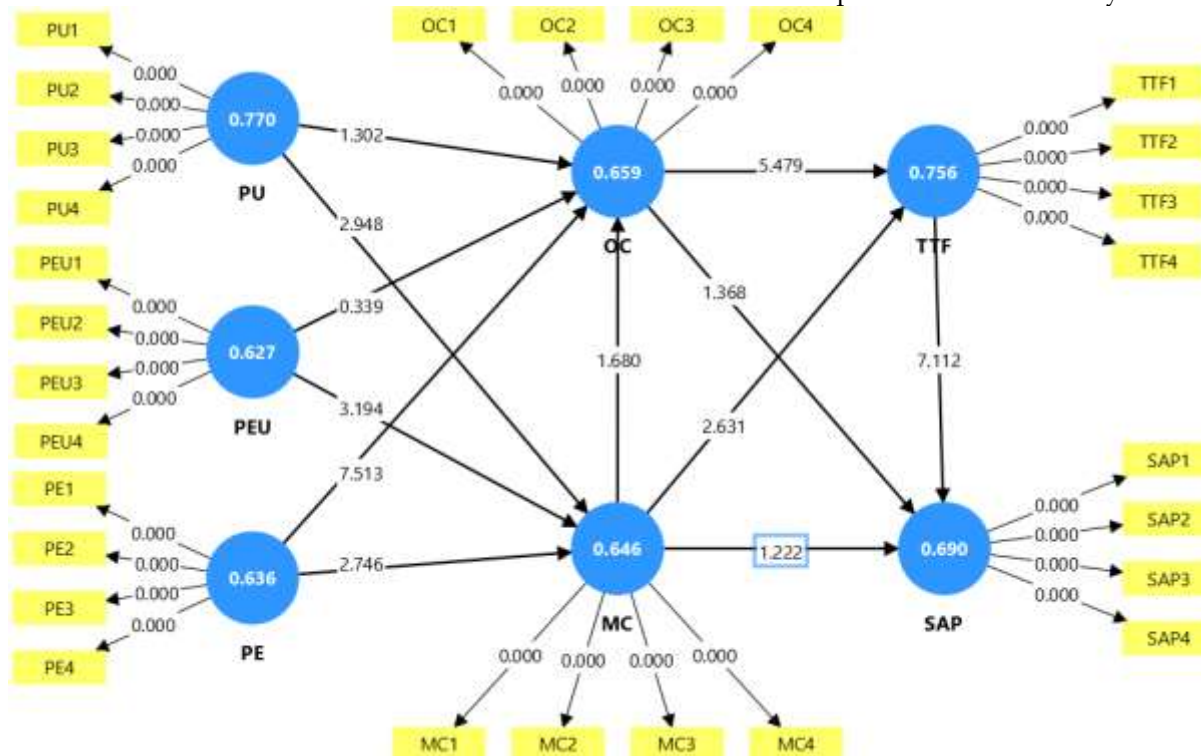 OC1 OC2 OC3 OC4
PU1
PU2
PU3
PU4
0.000
0.000
0.000
0.000
0.770
PU
0.000 0.000 0.000 0.000
0.659
OC
TTF1
TTF2
TTF3
TTF4
0.000
0.000
0.000
0.000
0.756
TTF
1.302
5.479
2.948
PEU1
PEU2
PEU3
PEU4
0.000
0.000
0.000
0.000
0.627
PEU
0.339
1.368
1.680
7.112
3.194
2.631
7.513
PE1
PE2
PE3
PE4
0.000
0.000
0.000
0.000
0.636
PE
2.746
0.646
MC
1.222
0.690
SAP
SAP1
SAP2
SAP3
SAP4
0.000
0.000
0.000
0.000
0.000 0.000 0.000 0.000
MC1 MC2 MC3 MC4